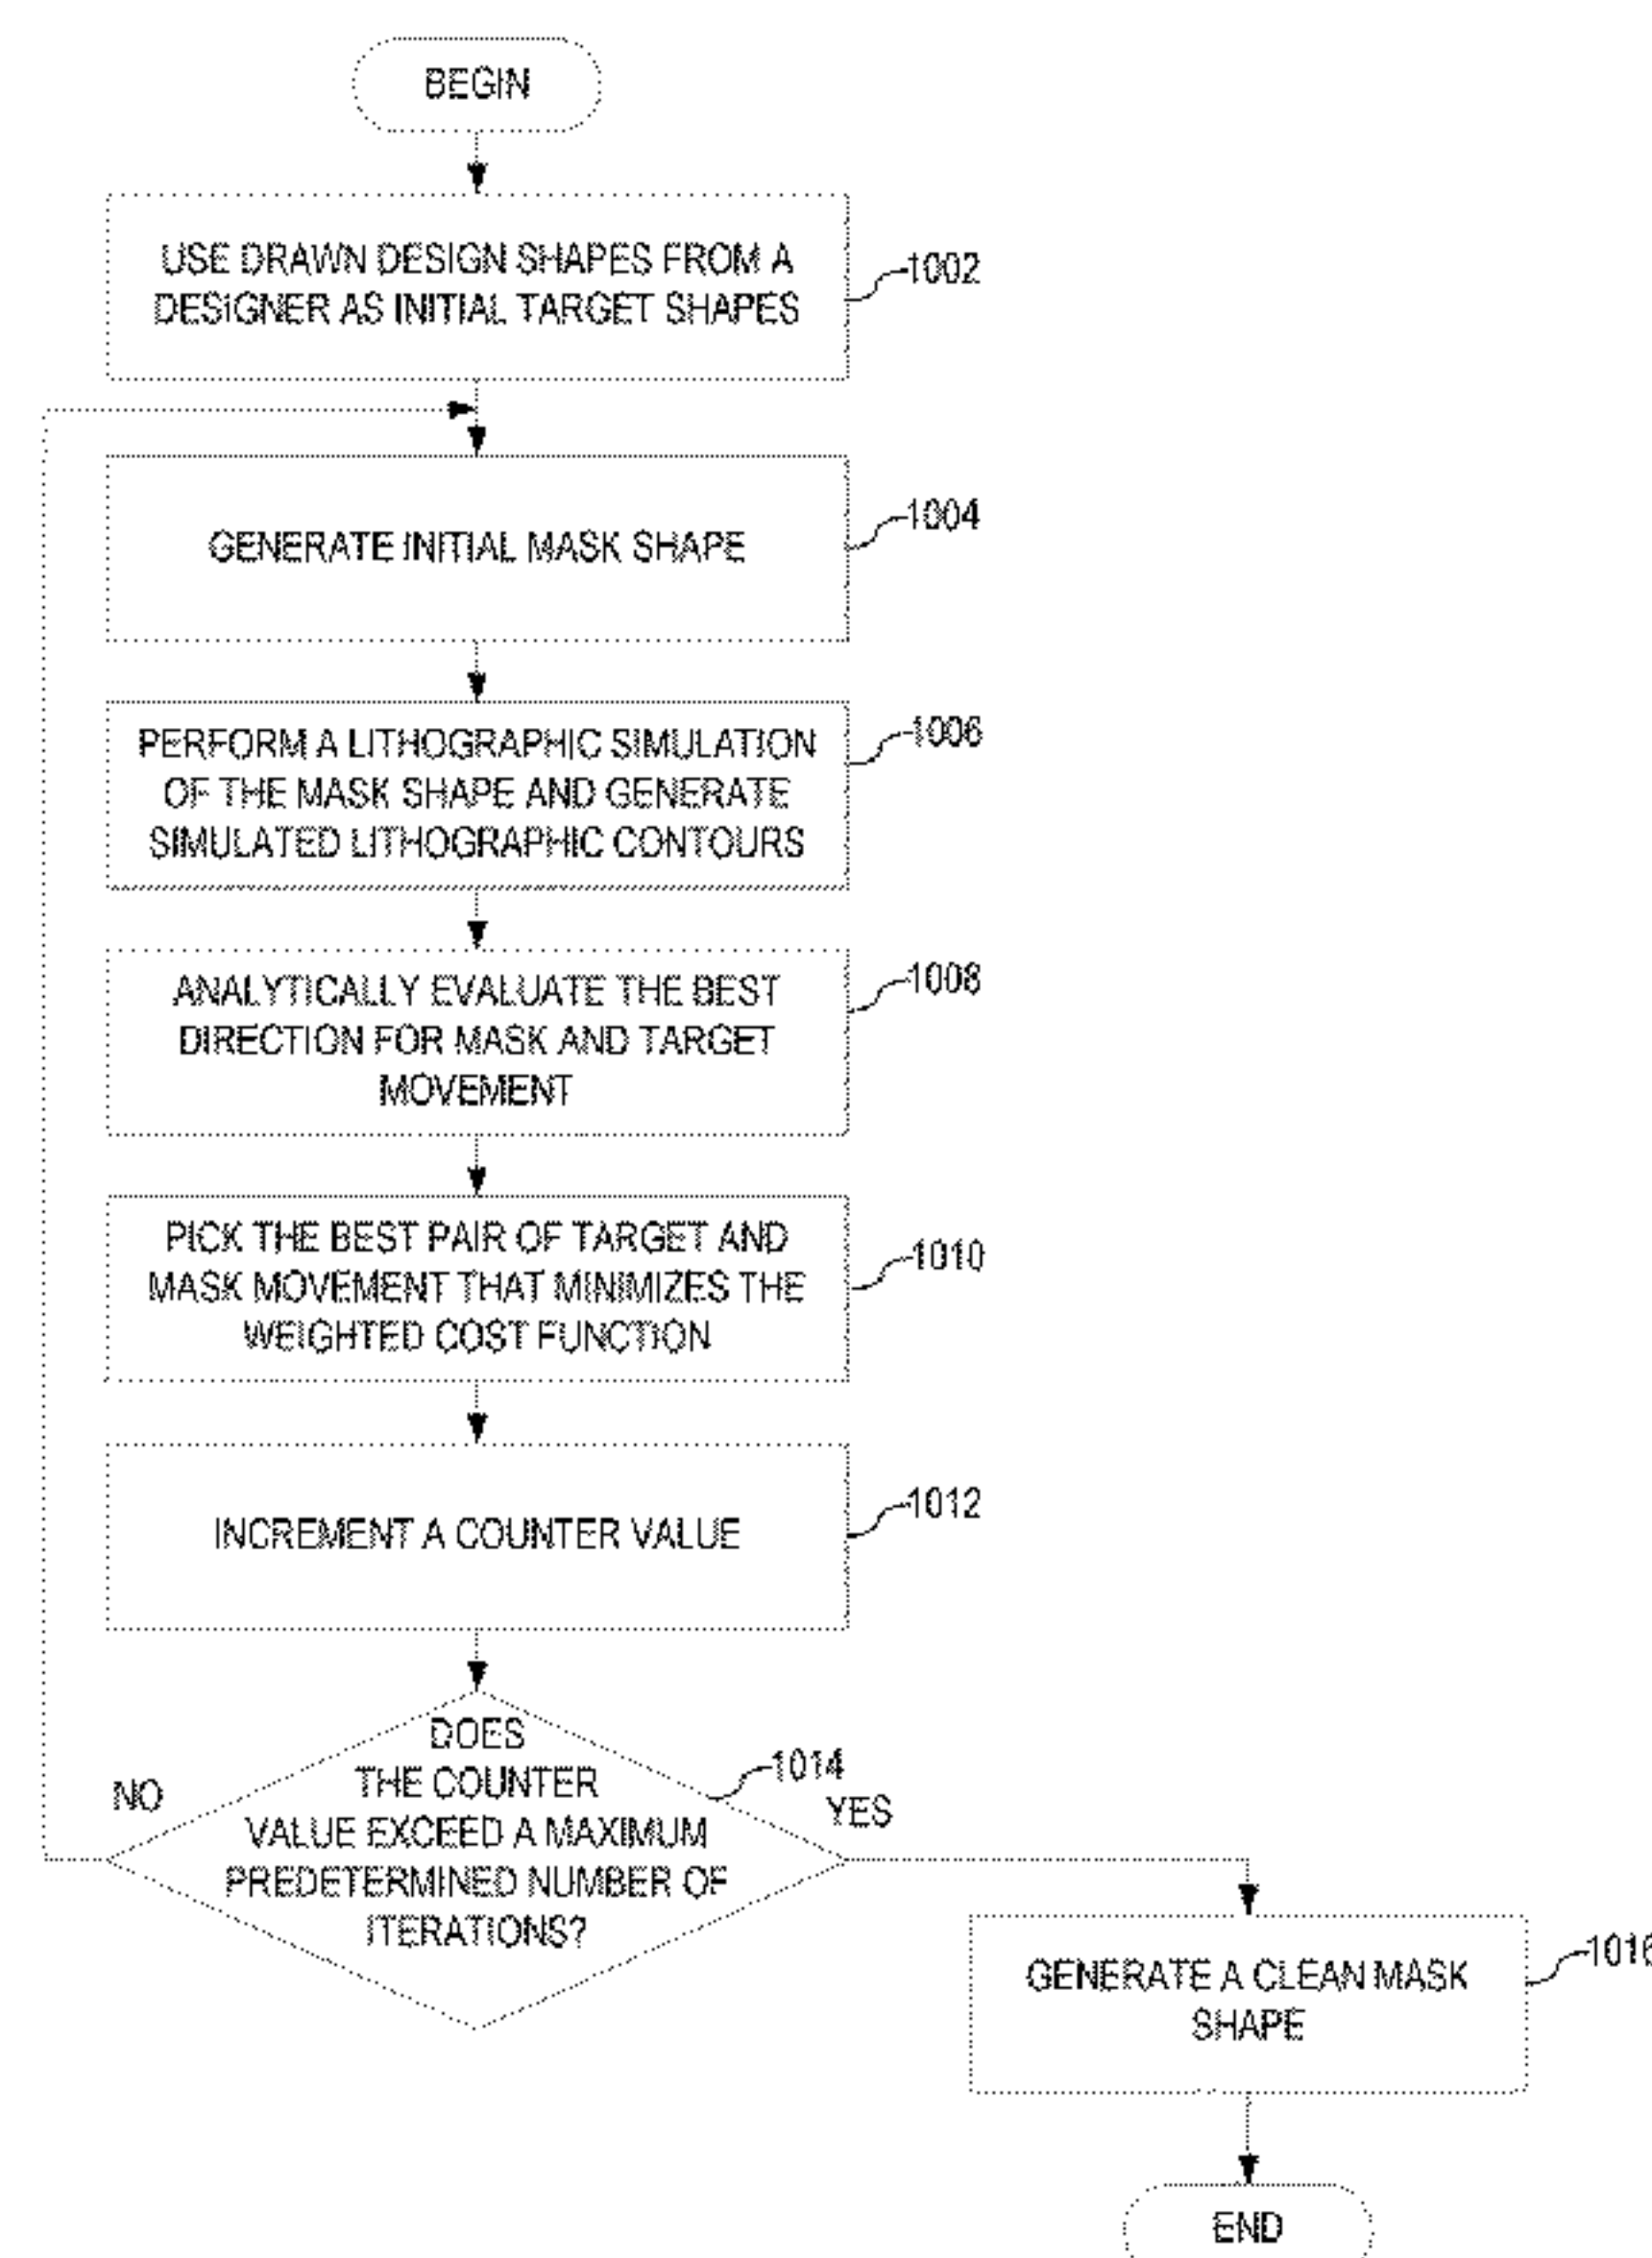 BEGIN
USE DRAWN DESIGN SHAPES FROM A
DESIGNER AS INITIAL TARGET SHAPES
1002
GENERATE INITIAL MASK SHAPE
1004
PERFORM A LITHOGRAPHIC SIMULATION
OF THE MASK SHAPE AND GENERATE
SIMULATED LITHOGRAPHIC CONTOURS
1006
ANALYTICALLY EVALUATE THE BEST
DIRECTION FOR MASK AND TARGET
MOVEMENT
1008
PICK THE BEST PAIR OF TARGET AND
MASK MOVEMENT THAT MINIMIZES THE
WEIGHTED COST FUNCTION
1010
INCREMENT A COUNTER VALUE
1012
DOES
THE COUNTER
VALUE EXCEED A MAXIMUM
PREDETERMINED NUMBER OF
ITERATIONS?
1014
NO
YES
GENERATE A CLEAN MASK
SHAPE
1016
END